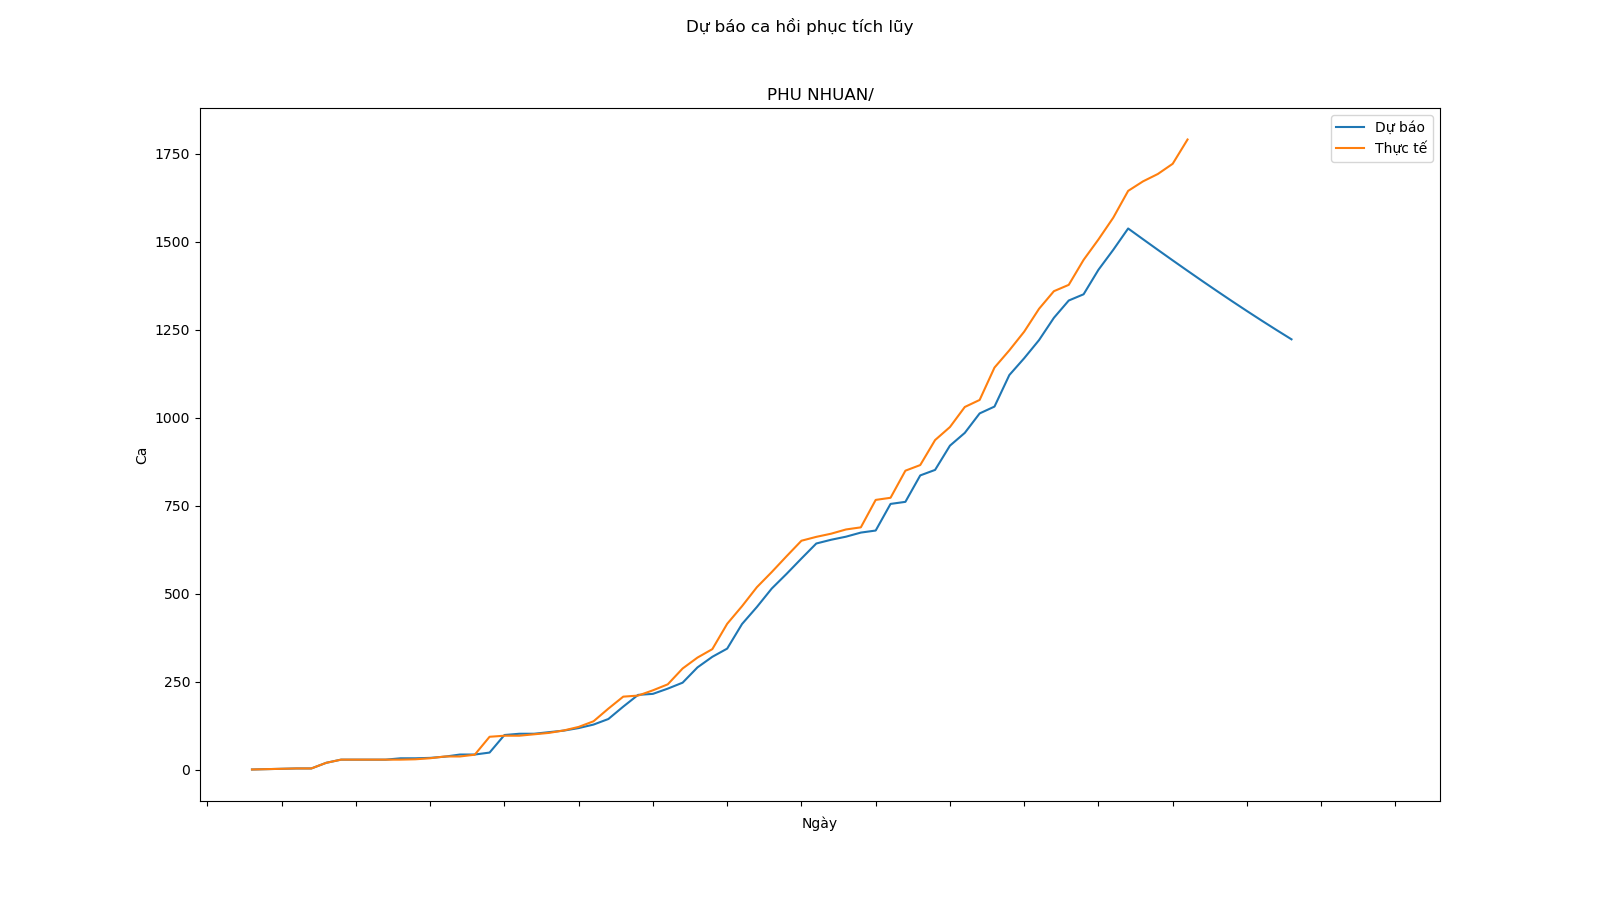 Dự báo ca hồi phục tích lũy
PHU NHUAN/
Dự báo
Thực tế
1750
1500
1250
1000
750
500
250
0
Ca
Ngày